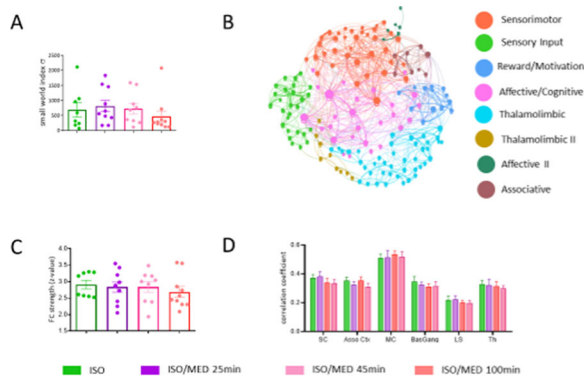 A
small world index σ
2500
2000
1500
1000
500
0
B
Sensorimotor
Sensory Input
Reward/Motivation
Affective/Cognitive
Thalamolimbic
Thalamolimbic II
Affective II
Associative
C
FC strength (z-value)
4.0
3.5
3.0
2.5
2.0
1.5
D
correlation coefficient
0.6
0.4
0.2
0.0
SC
Asso Ctx
MC
BasGang
LS
Th
ISO
ISO/MED 25min
ISO/MED 45min
ISO/MED 100min